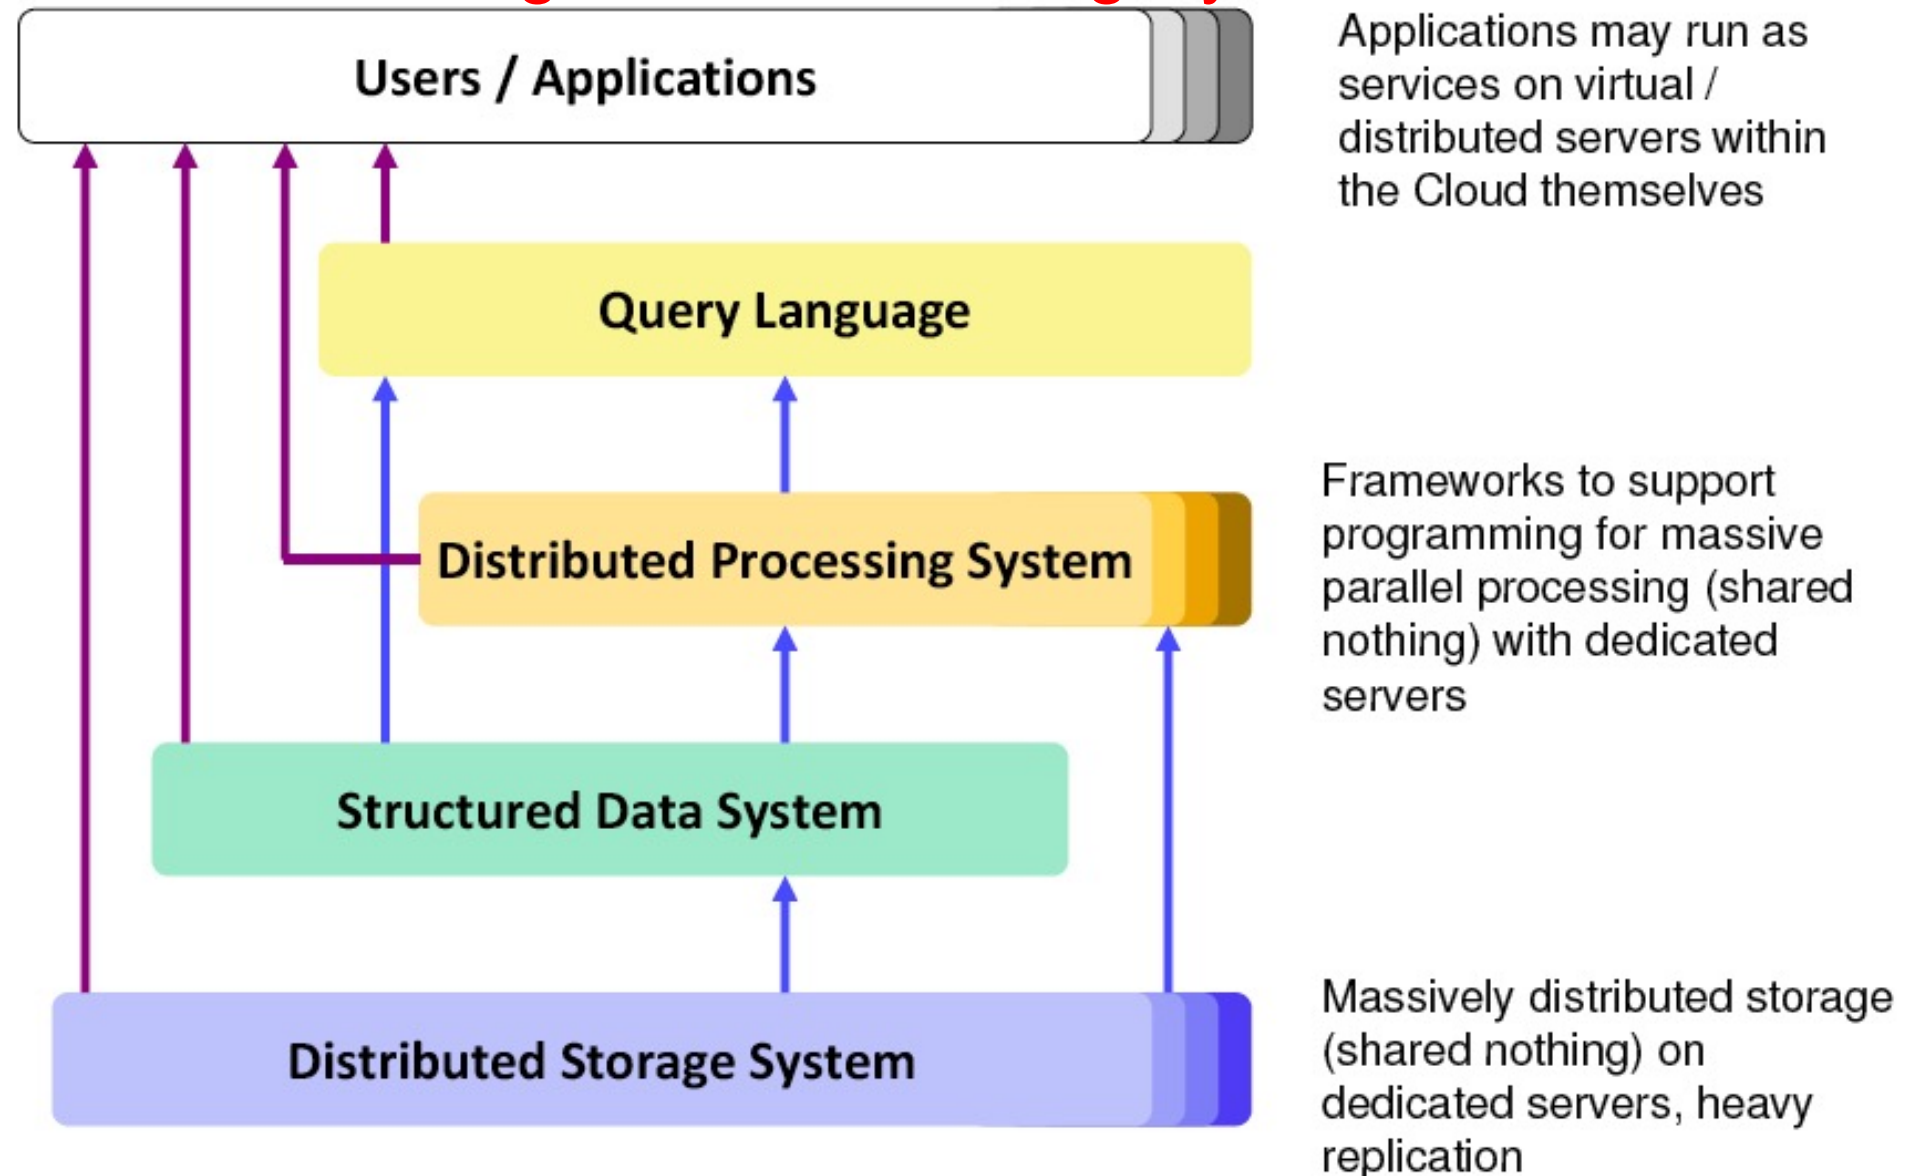 Users / Applications
Applications may run as
services on virtual /
distributed servers within
the Cloud themselves
Query Language
Distributed Processing System
Frameworks to support
programming for massive
parallel processing (shared
nothing) with dedicated
servers
Structured Data System
Distributed Storage System
Massively distributed storage
(shared nothing) on
dedicated servers, heavy
replication